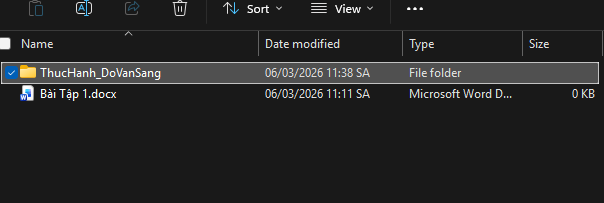 Sort View ...
Name Date modified Type Size
ThucHanh_DoVanSang 06/03/2026 11:38 SA File folder
Bài Tập 1.docx 06/03/2026 11:11 SA Microsoft Word D... 0 KB